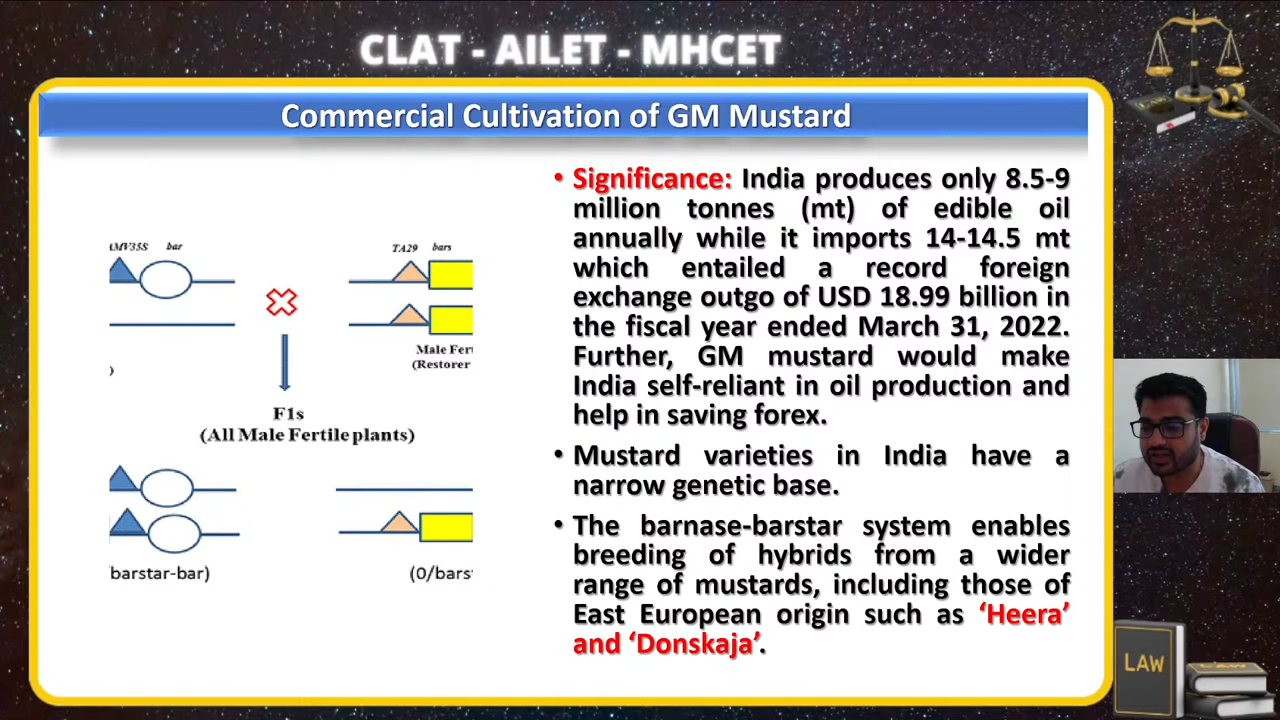 CLAT - AILET - MHCET
Commercial Cultivation of GM Mustard
AMV35S bar
TA29 bars
Male Fert
(Restorer
)
F1s
(All Male Fertile plants)
/barstar-bar)
(0/bars
• Significance: India produces only 8.5-9
million tonnes (mt) of edible oil
annually while it imports 14-14.5 mt
which entailed a record foreign
exchange outgo of USD 18.99 billion in
the fiscal year ended March 31, 2022.
Further, GM mustard would make
India self-reliant in oil production and
help in saving forex.
• Mustard varieties in India have a
narrow genetic base.
• The barnase-barstar system enables
breeding of hybrids from a wider
range of mustards, including those of
East European origin such as ‘Heera’
and ‘Donskaja’.
LAW